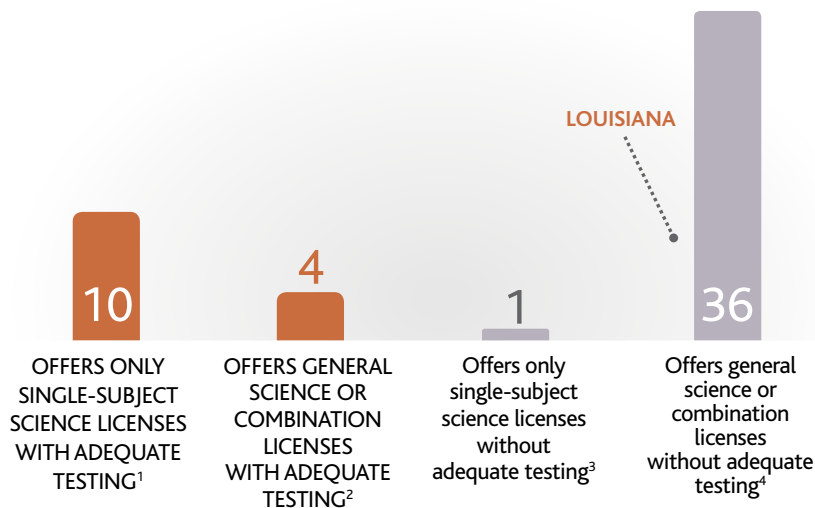 LOUISIANA
10
4
1
36
OFFERS ONLY
SINGLE-SUBJECT
SCIENCE LICENSES
WITH ADEQUATE
TESTING¹
OFFERS GENERAL
SCIENCE OR
COMBINATION
LICENSES
WITH ADEQUATE
TESTING²
Offers only
single-subject
science licenses
without
adequate testing³
Offers general
science or
combination
licenses
without adequate
testing⁴